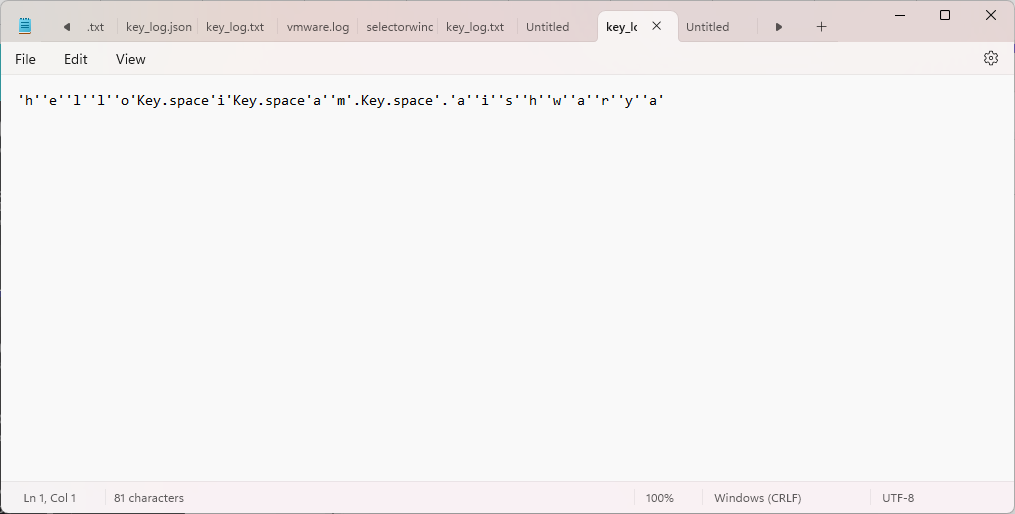 .txt key_log.json key_log.txt vmware.log selectorwinc key_log.txt Untitled key_lo Untitled
File Edit View
'h''e''l''l''o'Key.space'i'Key.space'a''m'.Key.space'.'a''i''s''h''w''a''r''y''a'
Ln 1, Col 1 81 characters 100% Windows (CRLF) UTF-8